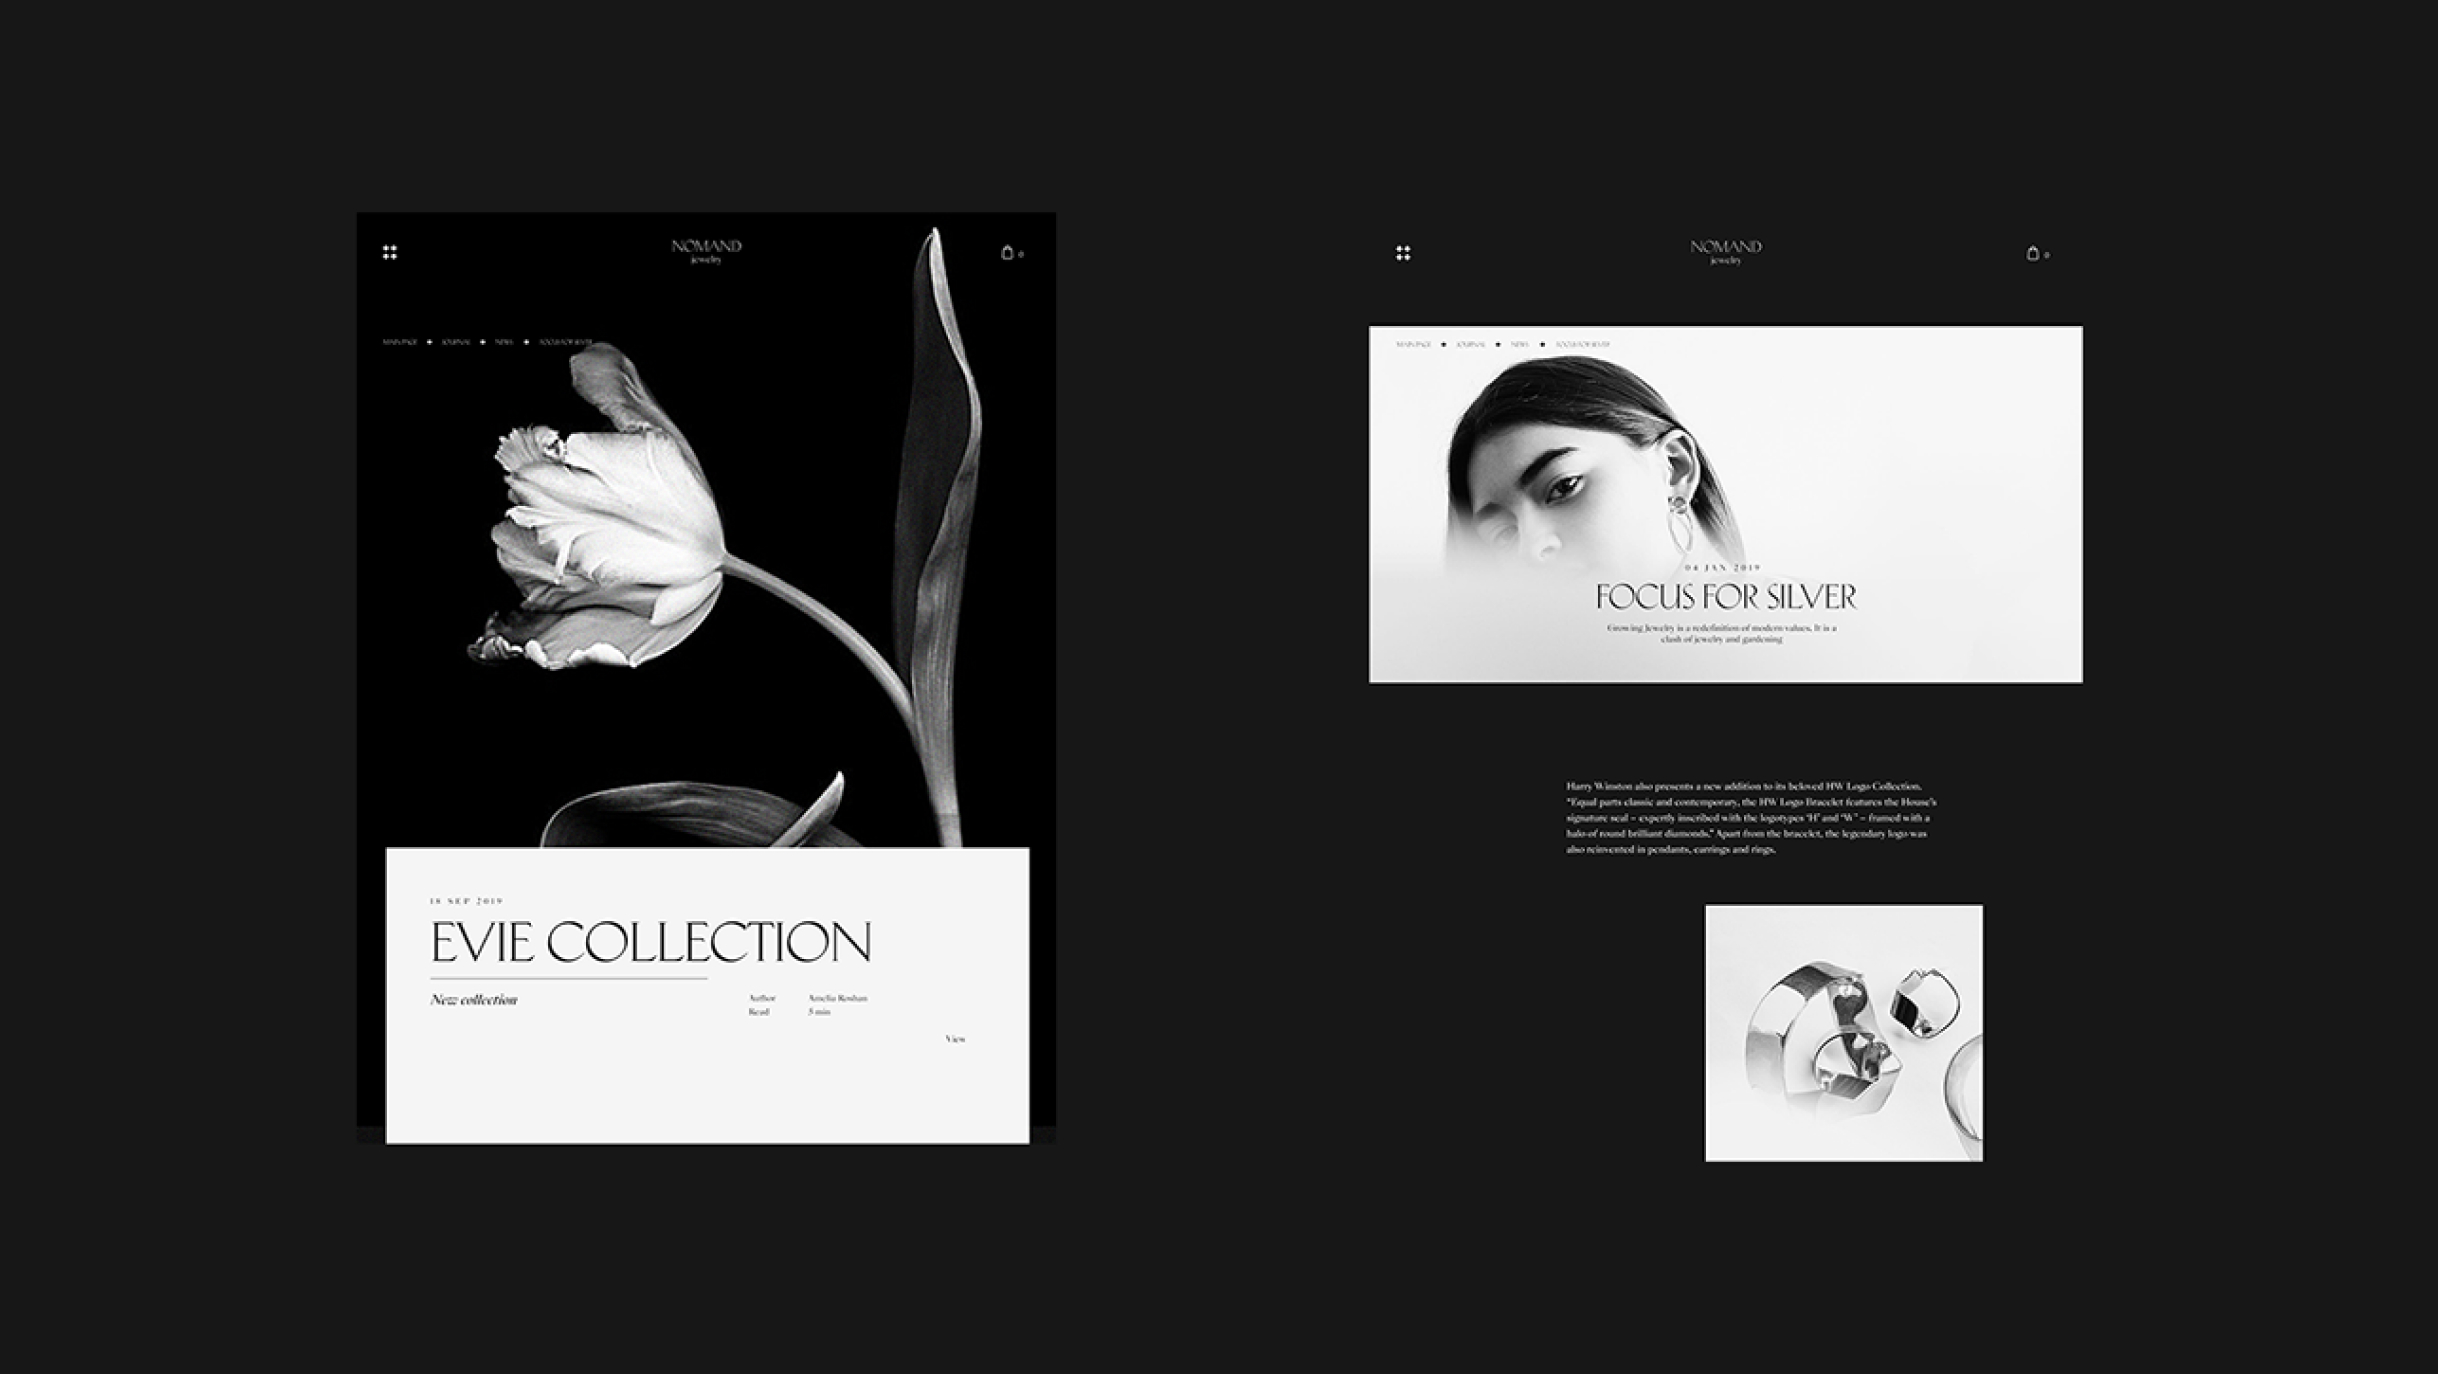 NOMAND
jewelry
0
MAIN PAGE JOURNAL NEWS FOCUS FOR SILVER
18 SEP 2019
EVIE COLLECTION
New collection
Author Amelia Roshan
Read 5 min
View
NOMAND
jewelry
0
MAIN PAGE JOURNAL NEWS FOCUS FOR SILVER
04 JAN 2019
FOCUS FOR SILVER
Growing Jewelry is a redefinition of modern values. It is a
clash of jewelry and gardening
Harry Winston also presents a new addition to its beloved HW Logo Collection.
"Equal parts classic and contemporary, the HW Logo Bracelet features the House's
signature seal – expertly inscribed with the logotypes 'H' and 'W' – framed with a
halo of round brilliant diamonds." Apart from the bracelet, the legendary logo was
also reinvented in pendants, earrings and rings.